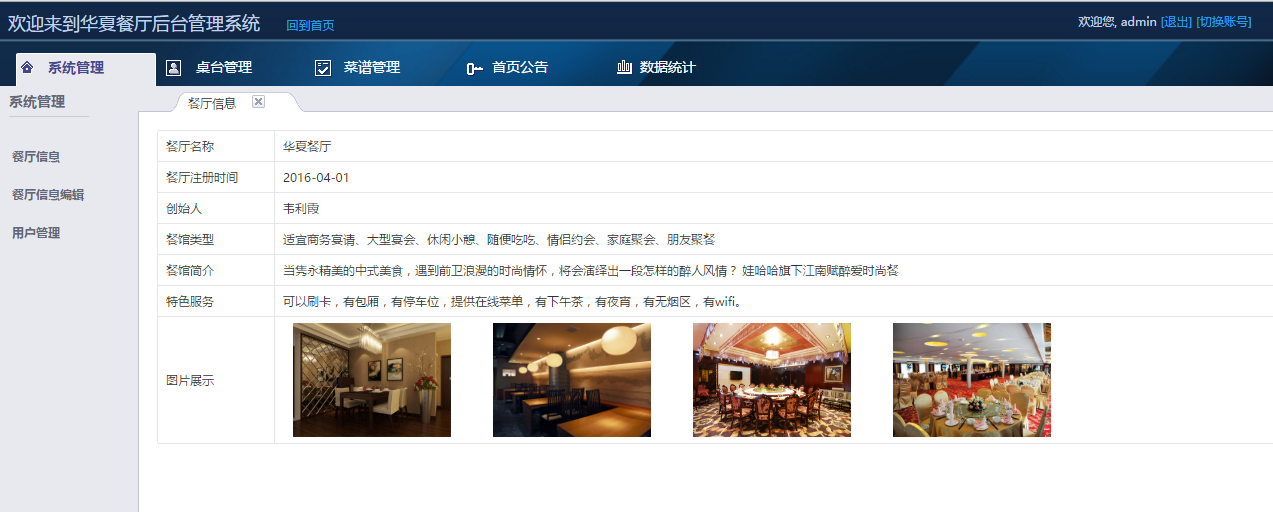 欢迎来到华夏餐厅后台管理系统 回到首页 欢迎您, admin [退出] [切换账号]
系统管理 桌台管理 菜谱管理 首页公告 数据统计
系统管理
餐厅信息
餐厅信息编辑
用户管理
餐厅信息
餐厅名称 华夏餐厅
餐厅注册时间 2016-04-01
创始人 韦利霞
餐馆类型 适宜商务宴请、大型宴会、休闲小憩、随便吃吃、情侣约会、家庭聚会、朋友聚餐
餐馆简介 当隽永精美的中式美食，遇到前卫浪漫的时尚情怀，将会演绎出一段怎样的醉人风情？ 娃哈哈旗下江南赋醉爱时尚餐
特色服务 可以刷卡，有包厢，有停车位，提供在线菜单，有下午茶，有夜宵，有无烟区，有wifi。
图片展示